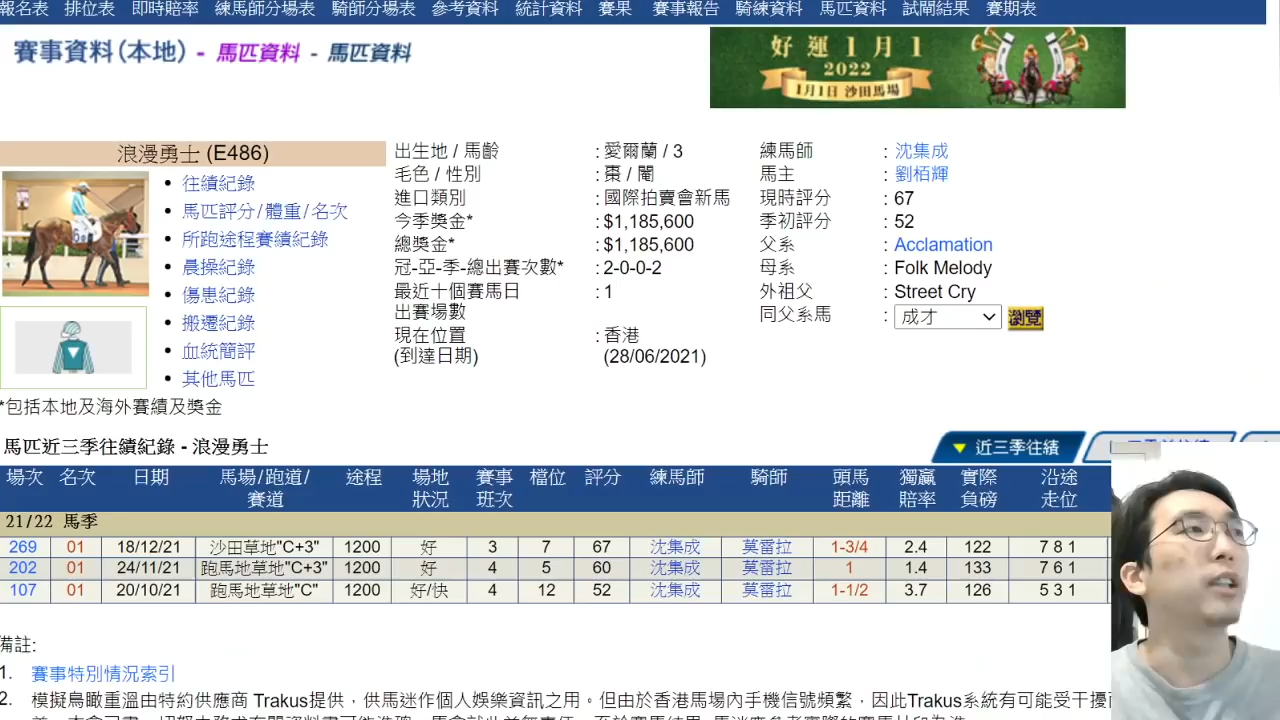 報名表 排位表 即時賠率 練馬師分場表 騎師分場表 參考資料 統計資料 賽果 賽事報告 騎練資料 馬匹資料 試閘結果 賽期表
賽事資料(本地) - 馬匹資料 - 馬匹資料
好運1月1
2022
1月1日 沙田馬場
浪漫勇士 (E486)
往績紀錄
馬匹評分/體重/名次
所跑途程賽績紀錄
晨操紀錄
傷患紀錄
搬遷紀錄
血統簡評
其他馬匹
出生地 / 馬齡 : 愛爾蘭 / 3
毛色 / 性別 : 棗 / 閹
進口類別 : 國際拍賣會新馬
今季獎金* : $1,185,600
總獎金* : $1,185,600
冠-亞-季-總出賽次數* : 2-0-0-2
最近十個賽馬日 : 1
出賽場數
現在位置 : 香港
(到達日期) (28/06/2021)
練馬師 : 沈集成
馬主 : 劉栢輝
現時評分 : 67
季初評分 : 52
父系 : Acclamation
母系 : Folk Melody
外祖父 : Street Cry
同父系馬 : 成才 瀏覽
*包括本地及海外賽績及獎金
馬匹近三季往績紀錄 - 浪漫勇士
近三季往績
場次 名次 日期 馬場/跑道/賽道 途程 場地狀況 賽事班次 檔位 評分 練馬師 騎師 頭馬距離 獨贏賠率 實際負磅 沿途走位
21/22 馬季
269 01 18/12/21 沙田草地"C+3" 1200 好 3 7 67 沈集成 莫雷拉 1-3/4 2.4 122 7 8 1
202 01 24/11/21 跑馬地草地"C+3" 1200 好 4 5 60 沈集成 莫雷拉 1 1.4 133 7 6 1
107 01 20/10/21 跑馬地草地"C" 1200 好/快 4 12 52 沈集成 莫雷拉 1-1/2 3.7 126 5 3 1
備註:
1. 賽事特別情況索引
2. 模擬鳥瞰重溫由特約供應商 Trakus提供，供馬迷作個人娛樂資訊之用。但由於香港馬場內手機信號頻繁，因此Trakus系統有可能受干擾